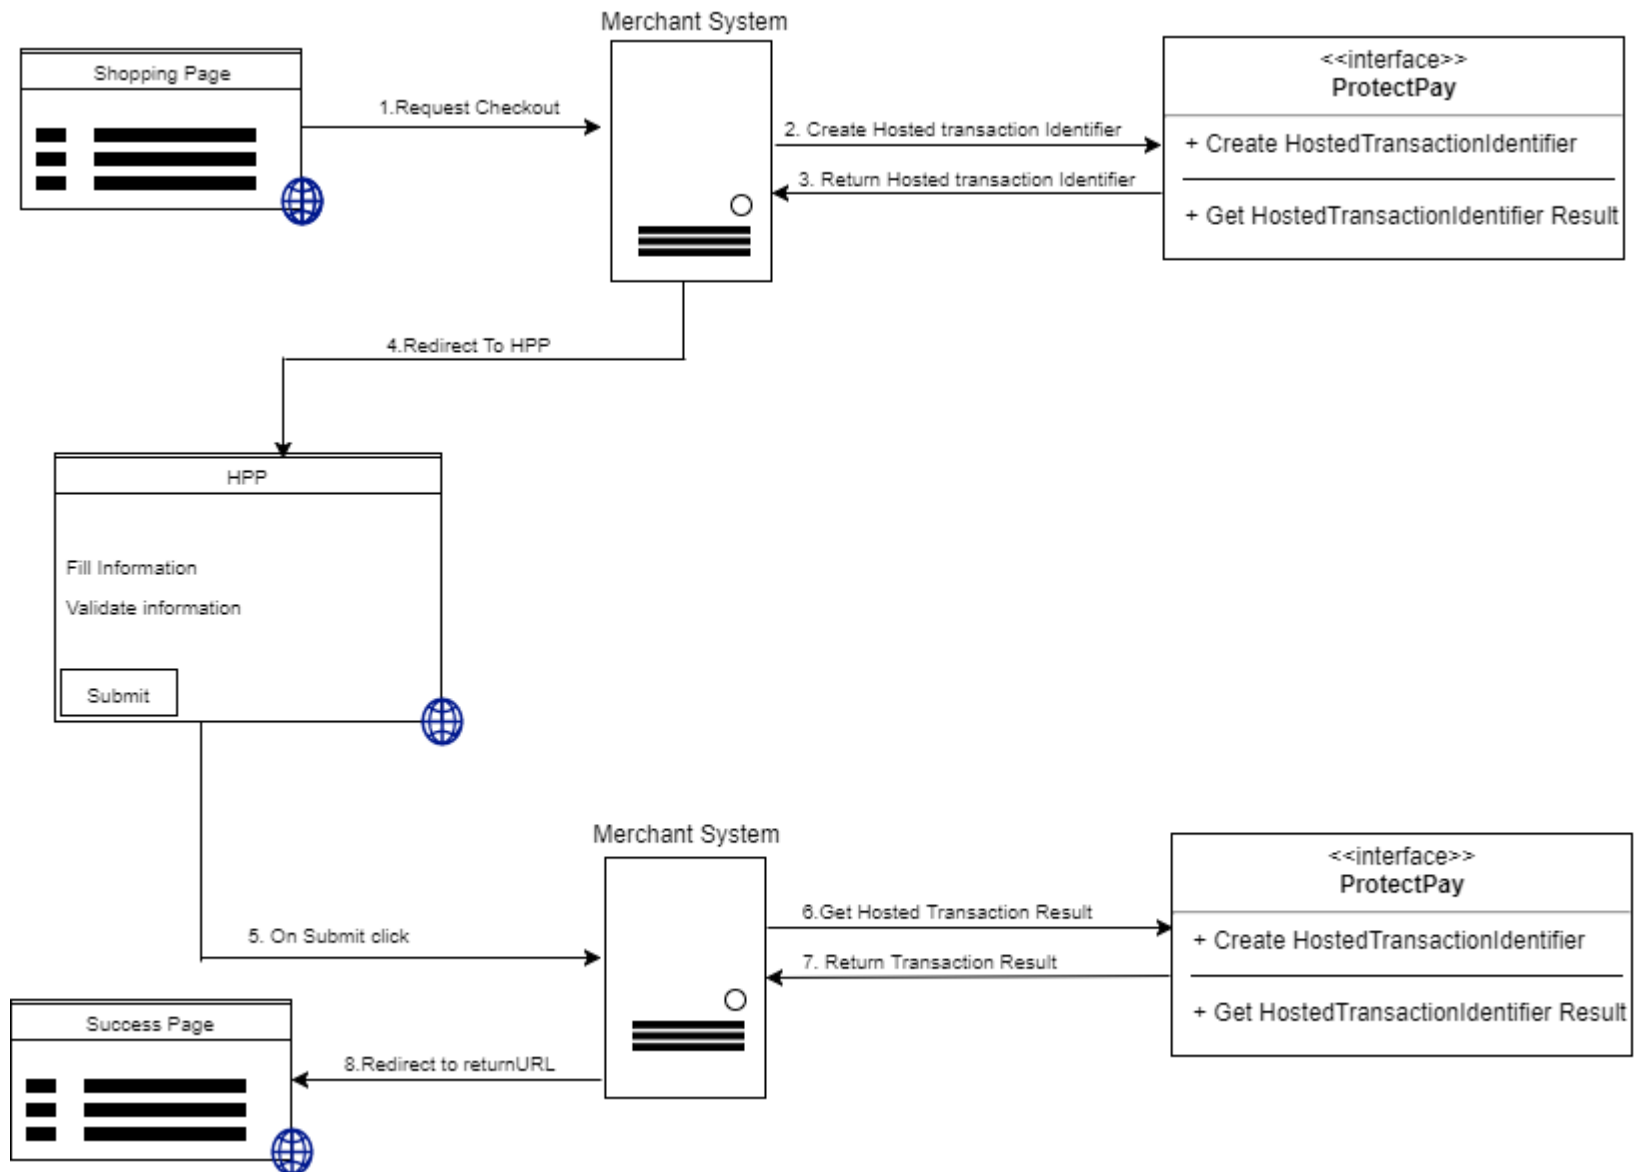 Merchant System
Shopping Page
1.Request Checkout
2. Create Hosted transaction Identifier
3. Return Hosted transaction Identifier
<<interface>>
ProtectPay
+ Create HostedTransactionIdentifier
+ Get HostedTransactionIdentifier Result
4.Redirect To HPP
HPP
Fill Information
Validate information
Submit
5. On Submit click
Merchant System
6.Get Hosted Transaction Result
7. Return Transaction Result
<<interface>>
ProtectPay
+ Create HostedTransactionIdentifier
+ Get HostedTransactionIdentifier Result
8.Redirect to returnURL
Success Page